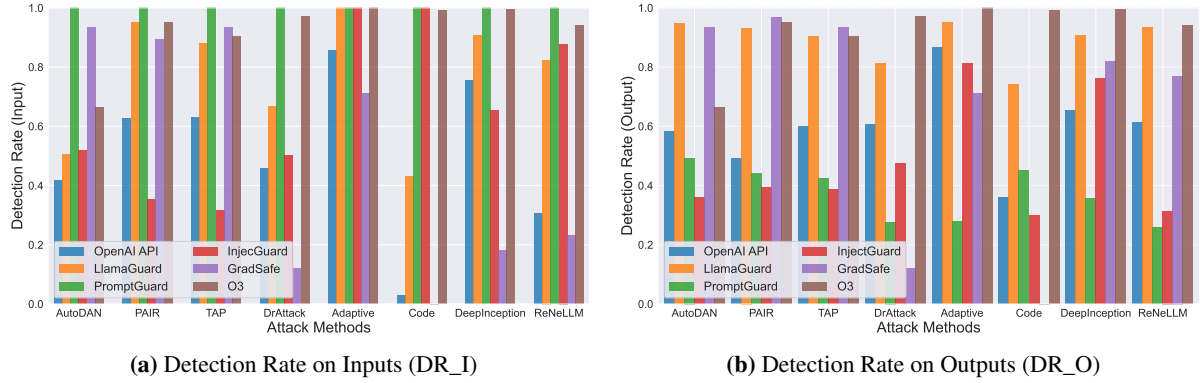 1.0
0.8
0.6
0.4
0.2
0.0
Detection Rate (Input)
OpenAI API
LlamaGuard
PromptGuard
InjecGuard
GradSafe
O3
AutoDAN PAIR TAP DrAttack Adaptive Code DeepInception ReNeLLM
Attack Methods
(a) Detection Rate on Inputs (DR_I)
1.0
0.8
0.6
0.4
0.2
0.0
Detection Rate (Output)
OpenAI API
LlamaGuard
PromptGuard
InjectGuard
GradSafe
O3
AutoDAN PAIR TAP DrAttack Adaptive Code DeepInception ReNeLLM
Attack Methods
(b) Detection Rate on Outputs (DR_O)